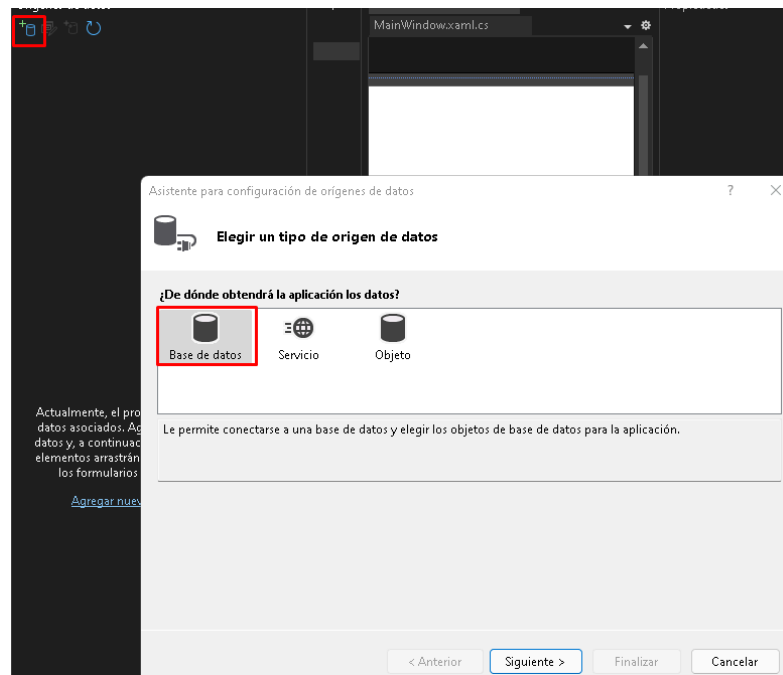 MainWindow.xaml.cs
Asistente para configuración de orígenes de datos
?
Elegir un tipo de origen de datos
¿De dónde obtendrá la aplicación los datos?
Base de datos Servicio Objeto
Le permite conectarse a una base de datos y elegir los objetos de base de datos para la aplicación.
Actualmente, el pro
datos asociados. Ag
datos y, a continuac
elementos arrastrán
los formularios
Agregar nuev
< Anterior Siguiente > Finalizar Cancelar